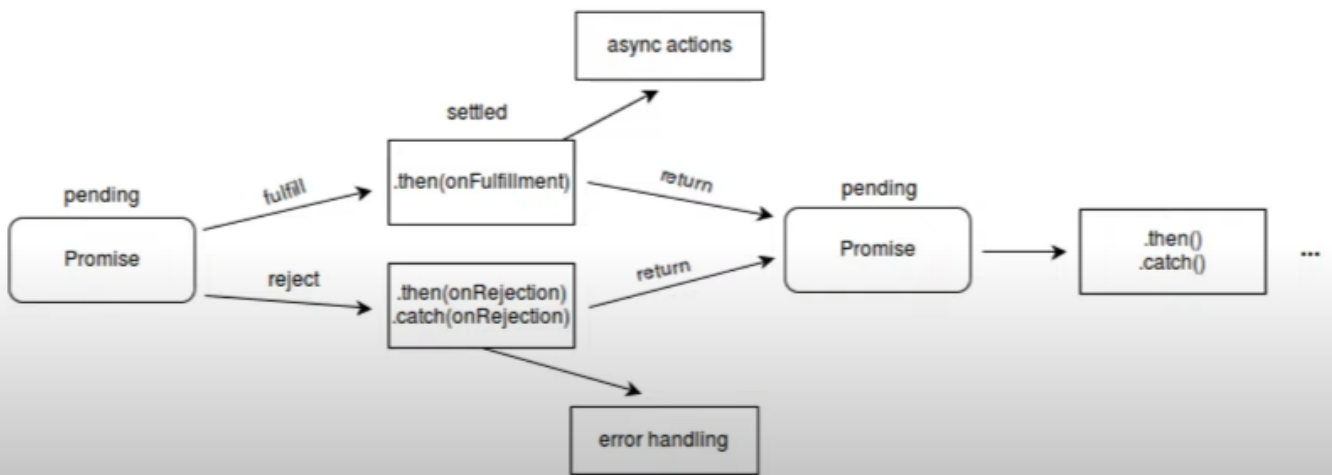 async actions
settled
.then(onFulfillment)
pending
fulfill
return
pending
Promise
Promise
.then()
.catch()
...
reject
return
.then(onRejection)
.catch(onRejection)
error handling